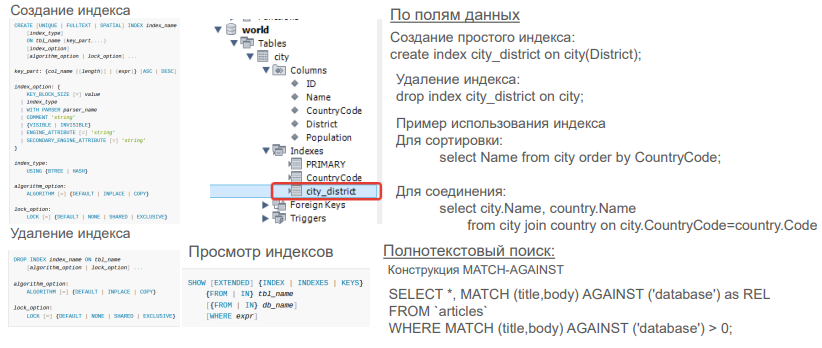 Создание индекса
CREATE [UNIQUE | FULLTEXT | SPATIAL] INDEX index_name
[index_type]
ON tbl_name (key_part,...)
[index_option]
[algorithm_option | lock_option] ...
key_part: {col_name [(length)] | (expr)} [ASC | DESC]
index_option: {
KEY_BLOCK_SIZE [=] value
| index_type
| WITH PARSER parser_name
| COMMENT 'string'
| {VISIBLE | INVISIBLE}
| ENGINE_ATTRIBUTE [=] 'string'
| SECONDARY_ENGINE_ATTRIBUTE [=] 'string'
}
index_type:
USING {BTREE | HASH}
algorithm_option:
ALGORITHM [=] {DEFAULT | INPLACE | COPY}
lock_option:
LOCK [=] {DEFAULT | NONE | SHARED | EXCLUSIVE}
Удаление индекса
DROP INDEX index_name ON tbl_name
[algorithm_option | lock_option] ...
algorithm_option:
ALGORITHM [=] {DEFAULT | INPLACE | COPY}
lock_option:
LOCK [=] {DEFAULT | NONE | SHARED | EXCLUSIVE}
world
Tables
city
Columns
ID
Name
CountryCode
District
Population
Indexes
PRIMARY
CountryCode
city_district
Foreign Keys
Triggers
Просмотр индексов
SHOW [EXTENDED] {INDEX | INDEXES | KEYS}
{FROM | IN} tbl_name
[{FROM | IN} db_name]
[WHERE expr]
По полям данных
Создание простого индекса:
create index city_district on city(District);
Удаление индекса:
drop index city_district on city;
Пример использования индекса
Для сортировки:
select Name from city order by CountryCode;
Для соединения:
select city.Name, country.Name
from city join country on city.CountryCode=country.Code
Полнотекстовый поиск:
Конструкция MATCH-AGAINST
SELECT *, MATCH (title,body) AGAINST ('database') as REL
FROM `articles`
WHERE MATCH (title,body) AGAINST ('database') > 0;